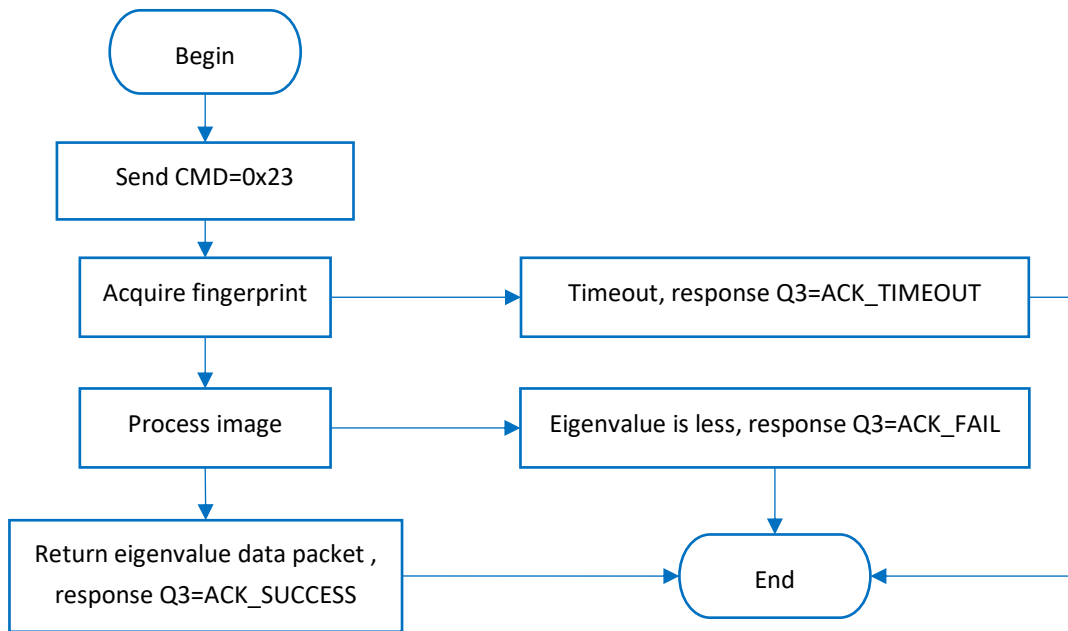 Begin
Send CMD=0x23
Acquire fingerprint
Timeout, response Q3=ACK_TIMEOUT
Process image
Eigenvalue is less, response Q3=ACK_FAIL
Return eigenvalue data packet ,
response Q3=ACK_SUCCESS
End